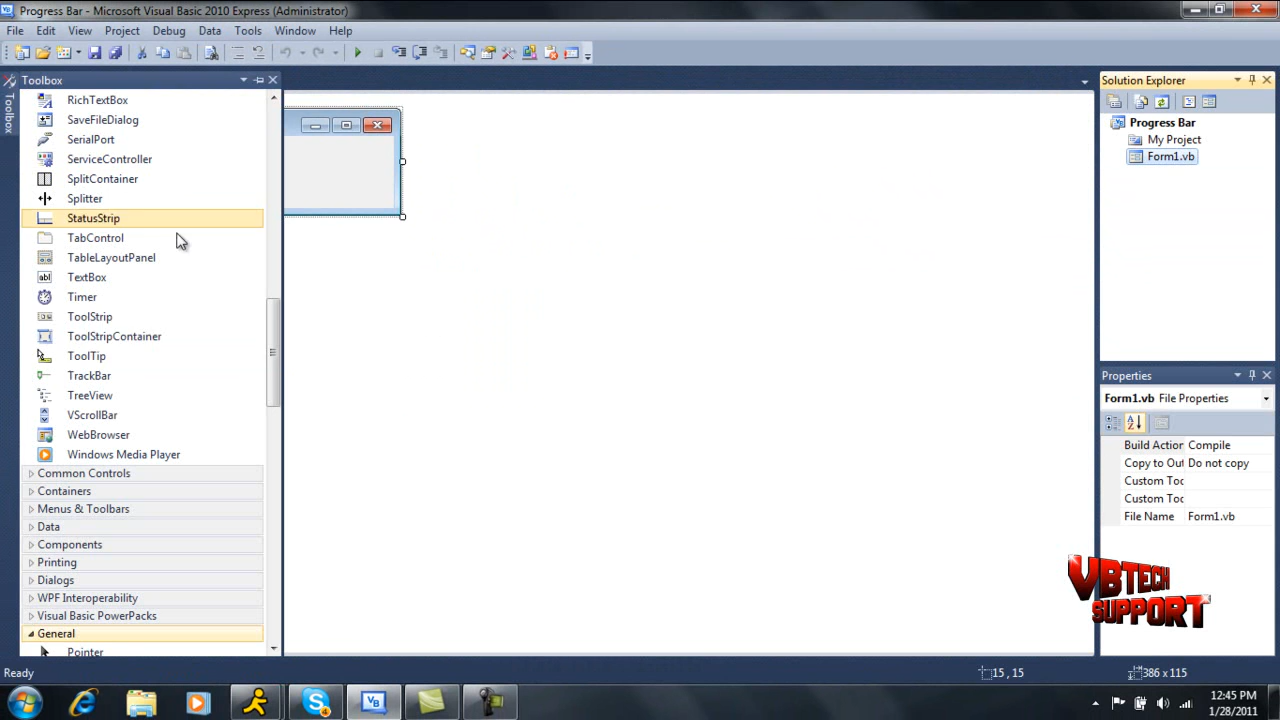 Progress Bar - Microsoft Visual Basic 2010 Express (Administrator)
File Edit View Project Debug Data Tools Window Help
Toolbox
Toolbox
RichTextBox
SaveFileDialog
SerialPort
ServiceController
SplitContainer
Splitter
StatusStrip
TabControl
TableLayoutPanel
TextBox
Timer
ToolStrip
ToolStripContainer
ToolTip
TrackBar
TreeView
VScrollBar
WebBrowser
Windows Media Player
Common Controls
Containers
Menus & Toolbars
Data
Components
Printing
Dialogs
WPF Interoperability
Visual Basic PowerPacks
General
Pointer
Solution Explorer
Progress Bar
My Project
Form1.vb
Properties
Form1.vb File Properties
Build Action Compile
Copy to Out Do not copy
Custom Toc
Custom Toc
File Name Form1.vb
VBTECH
SUPPORT
Ready
15 , 15
386 x 115
12:45 PM
1/28/2011